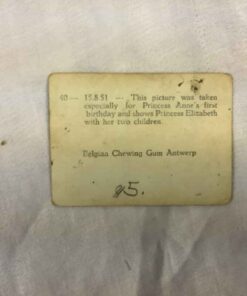 40 — 15.8.51 — This picture was taken
especially for Princess Anne's first
birthday and shows Princess Elizabeth
with her two children.
Belgian Chewing Gum Antwerp
25.